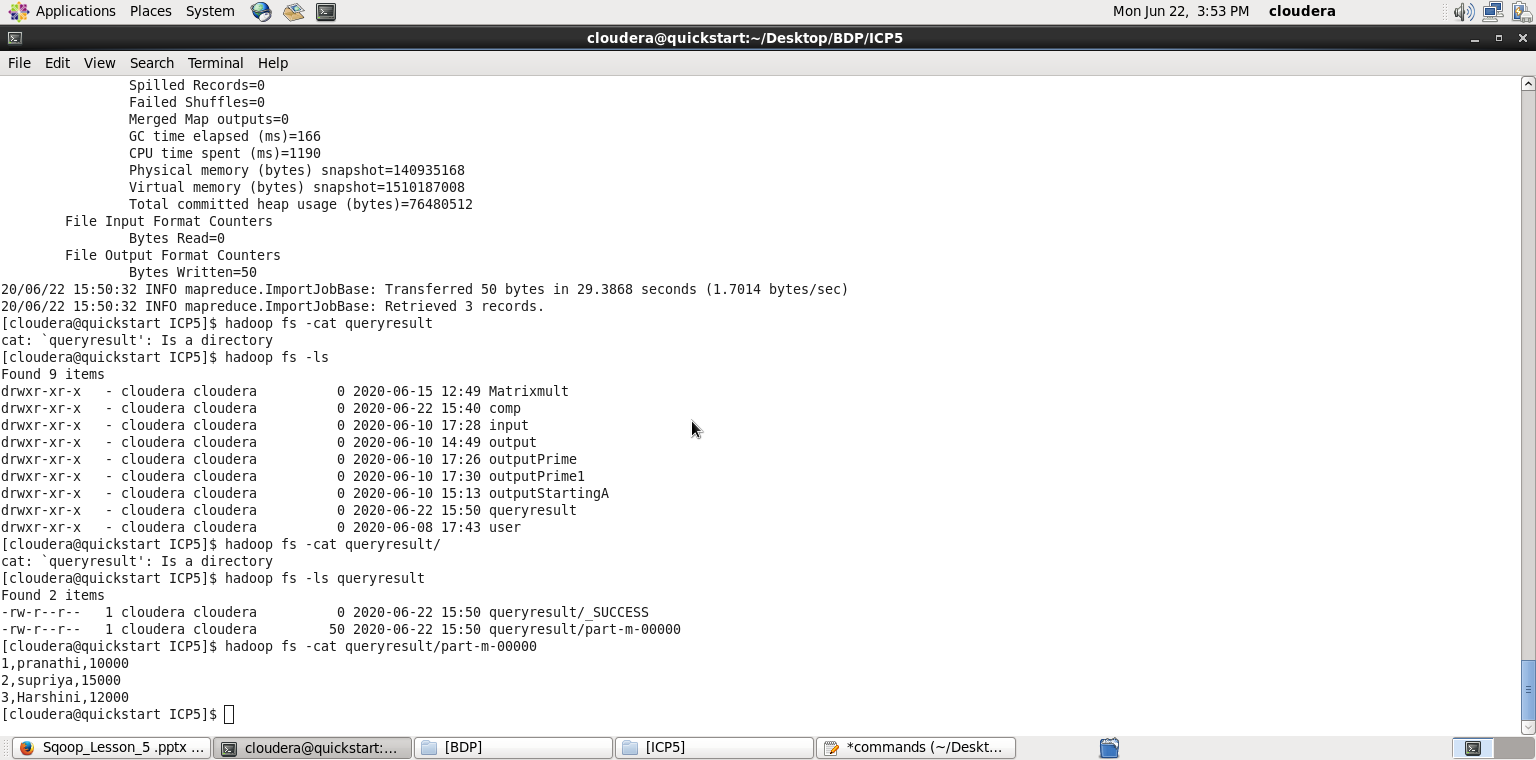 Applications Places System Mon Jun 22, 3:53 PM cloudera
cloudera@quickstart:~/Desktop/BDP/ICP5
File Edit View Search Terminal Help
Spilled Records=0
Failed Shuffles=0
Merged Map outputs=0
GC time elapsed (ms)=166
CPU time spent (ms)=1190
Physical memory (bytes) snapshot=140935168
Virtual memory (bytes) snapshot=1510187008
Total committed heap usage (bytes)=76480512
File Input Format Counters
Bytes Read=0
File Output Format Counters
Bytes Written=50
20/06/22 15:50:32 INFO mapreduce.ImportJobBase: Transferred 50 bytes in 29.3868 seconds (1.7014 bytes/sec)
20/06/22 15:50:32 INFO mapreduce.ImportJobBase: Retrieved 3 records.
[cloudera@quickstart ICP5]$ hadoop fs -cat queryresult
cat: `queryresult': Is a directory
[cloudera@quickstart ICP5]$ hadoop fs -ls
Found 9 items
drwxr-xr-x   - cloudera cloudera          0 2020-06-15 12:49 Matrixmult
drwxr-xr-x   - cloudera cloudera          0 2020-06-22 15:40 comp
drwxr-xr-x   - cloudera cloudera          0 2020-06-10 17:28 input
drwxr-xr-x   - cloudera cloudera          0 2020-06-10 14:49 output
drwxr-xr-x   - cloudera cloudera          0 2020-06-10 17:26 outputPrime
drwxr-xr-x   - cloudera cloudera          0 2020-06-10 17:30 outputPrime1
drwxr-xr-x   - cloudera cloudera          0 2020-06-10 15:13 outputStartingA
drwxr-xr-x   - cloudera cloudera          0 2020-06-22 15:50 queryresult
drwxr-xr-x   - cloudera cloudera          0 2020-06-08 17:43 user
[cloudera@quickstart ICP5]$ hadoop fs -cat queryresult/
cat: `queryresult': Is a directory
[cloudera@quickstart ICP5]$ hadoop fs -ls queryresult
Found 2 items
-rw-r--r--   1 cloudera cloudera          0 2020-06-22 15:50 queryresult/_SUCCESS
-rw-r--r--   1 cloudera cloudera         50 2020-06-22 15:50 queryresult/part-m-00000
[cloudera@quickstart ICP5]$ hadoop fs -cat queryresult/part-m-00000
1,pranathi,10000
2,supriya,15000
3,Harshini,12000
[cloudera@quickstart ICP5]$
Sqoop_Lesson_5 .pptx ... cloudera@quickstart:... [BDP] [ICP5] *commands (~/Deskt...